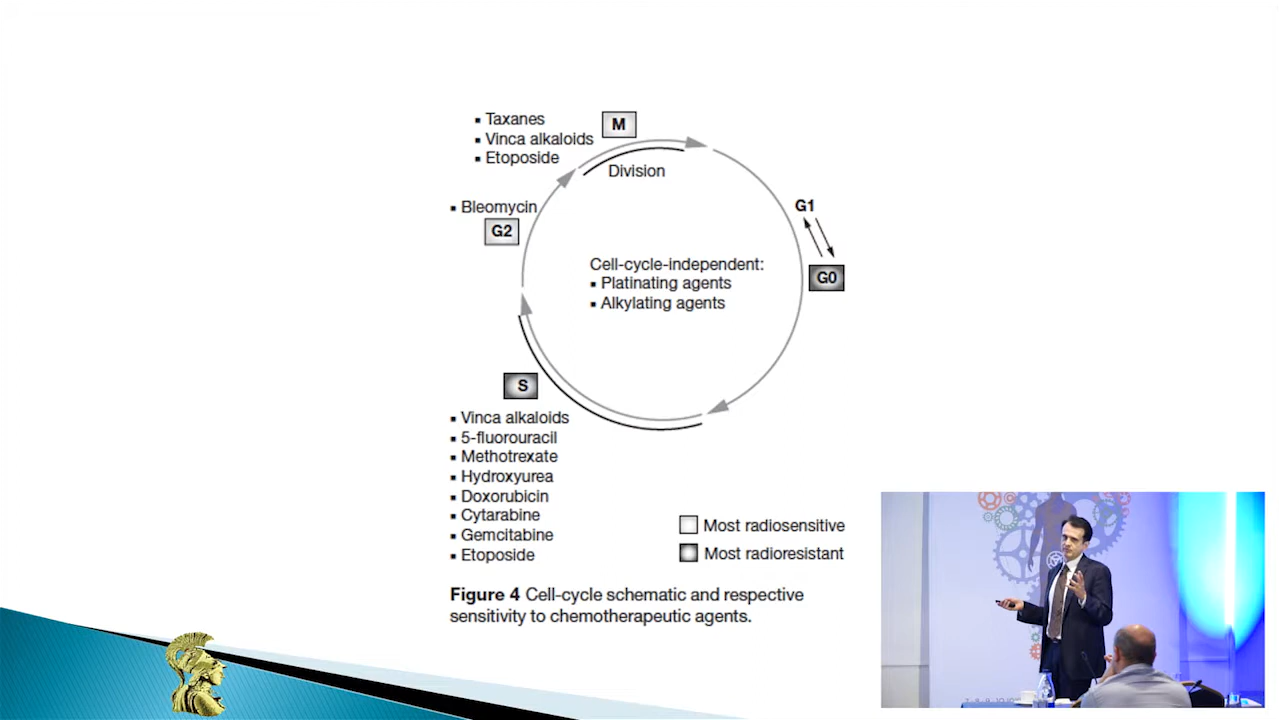 ▪ Taxanes
▪ Vinca alkaloids
▪ Etoposide
M
Division
▪ Bleomycin
G2
G1
G0
Cell-cycle-independent:
▪ Platinating agents
▪ Alkylating agents
S
▪ Vinca alkaloids
▪ 5-fluorouracil
▪ Methotrexate
▪ Hydroxyurea
▪ Doxorubicin
▪ Cytarabine
▪ Gemcitabine
▪ Etoposide
Most radiosensitive
Most radioresistant
Figure 4 Cell-cycle schematic and respective
sensitivity to chemotherapeutic agents.